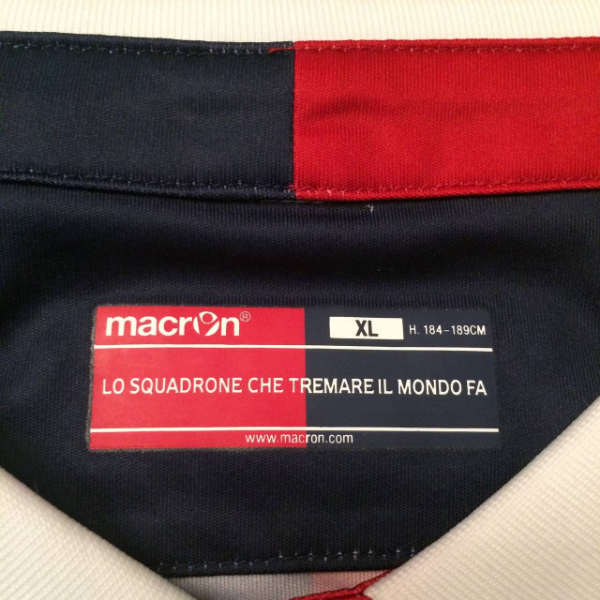 macron®
XL H. 184-189CM
LO SQUADRONE CHE TREMARE IL MONDO FA
www.macron.com